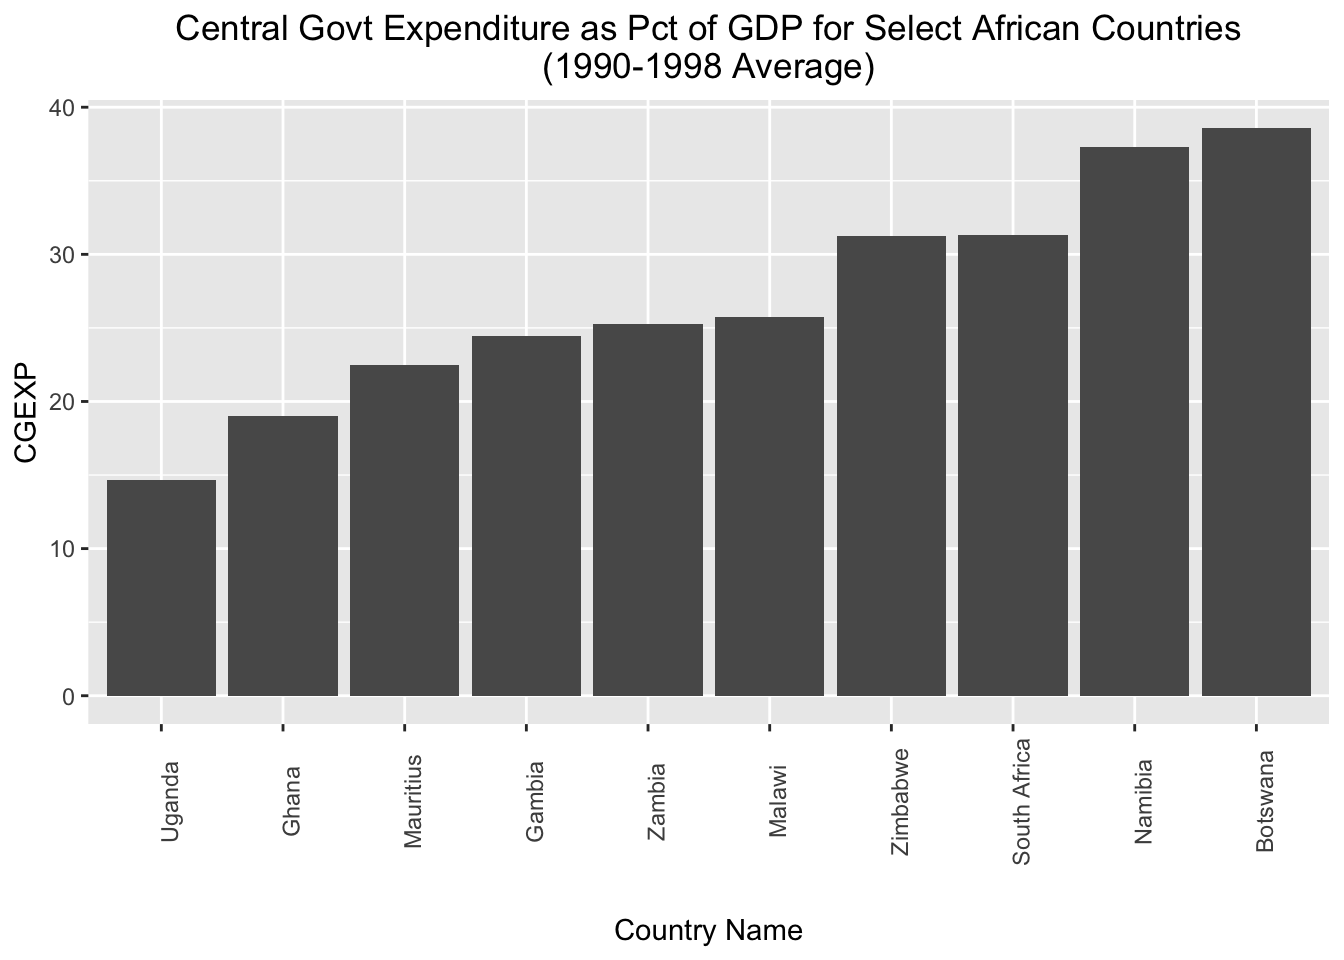 Central Govt Expenditure as Pct of GDP for Select African Countries
(1990-1998 Average)
40
30
20
10
0
CGEXP
Uganda
Ghana
Mauritius
Gambia
Zambia
Malawi
Zimbabwe
South Africa
Namibia
Botswana
Country Name